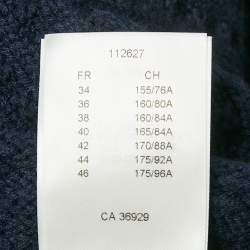 112627
FR CH
34 155/76A
36 160/80A
38 160/84A
40 165/84A
42 170/88A
44 175/92A
46 175/96A
CA 36929